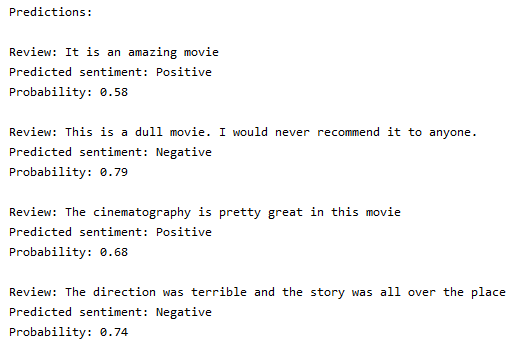 Predictions:
Review: It is an amazing movie
Predicted sentiment: Positive
Probability: 0.58
Review: This is a dull movie. I would never recommend it to anyone.
Predicted sentiment: Negative
Probability: 0.79
Review: The cinematography is pretty great in this movie
Predicted sentiment: Positive
Probability: 0.68
Review: The direction was terrible and the story was all over the place
Predicted sentiment: Negative
Probability: 0.74